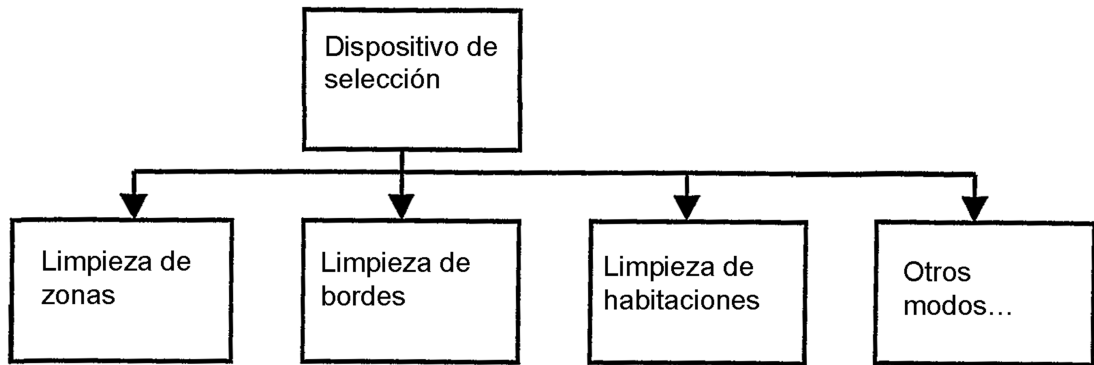 Dispositivo de
selección
Limpieza de
zonas
Limpieza de
bordes
Limpieza de
habitaciones
Otros
modos…